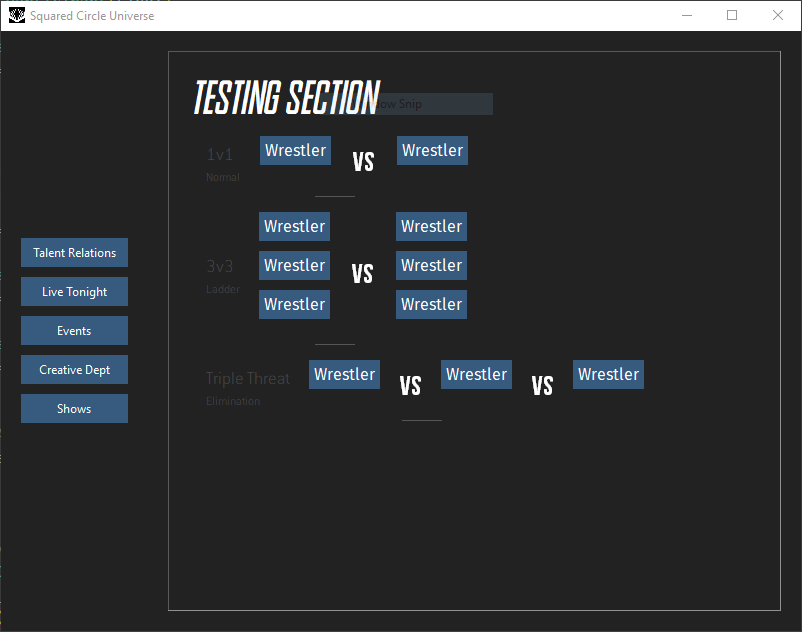 Squared Circle Universe
TESTING SECTION
Snip
1v1
Normal
Wrestler VS Wrestler
Talent Relations
Live Tonight
Events
Creative Dept
Shows
3v3
Ladder
Wrestler Wrestler
Wrestler VS Wrestler
Wrestler Wrestler
Triple Threat
Elimination
Wrestler VS Wrestler VS Wrestler